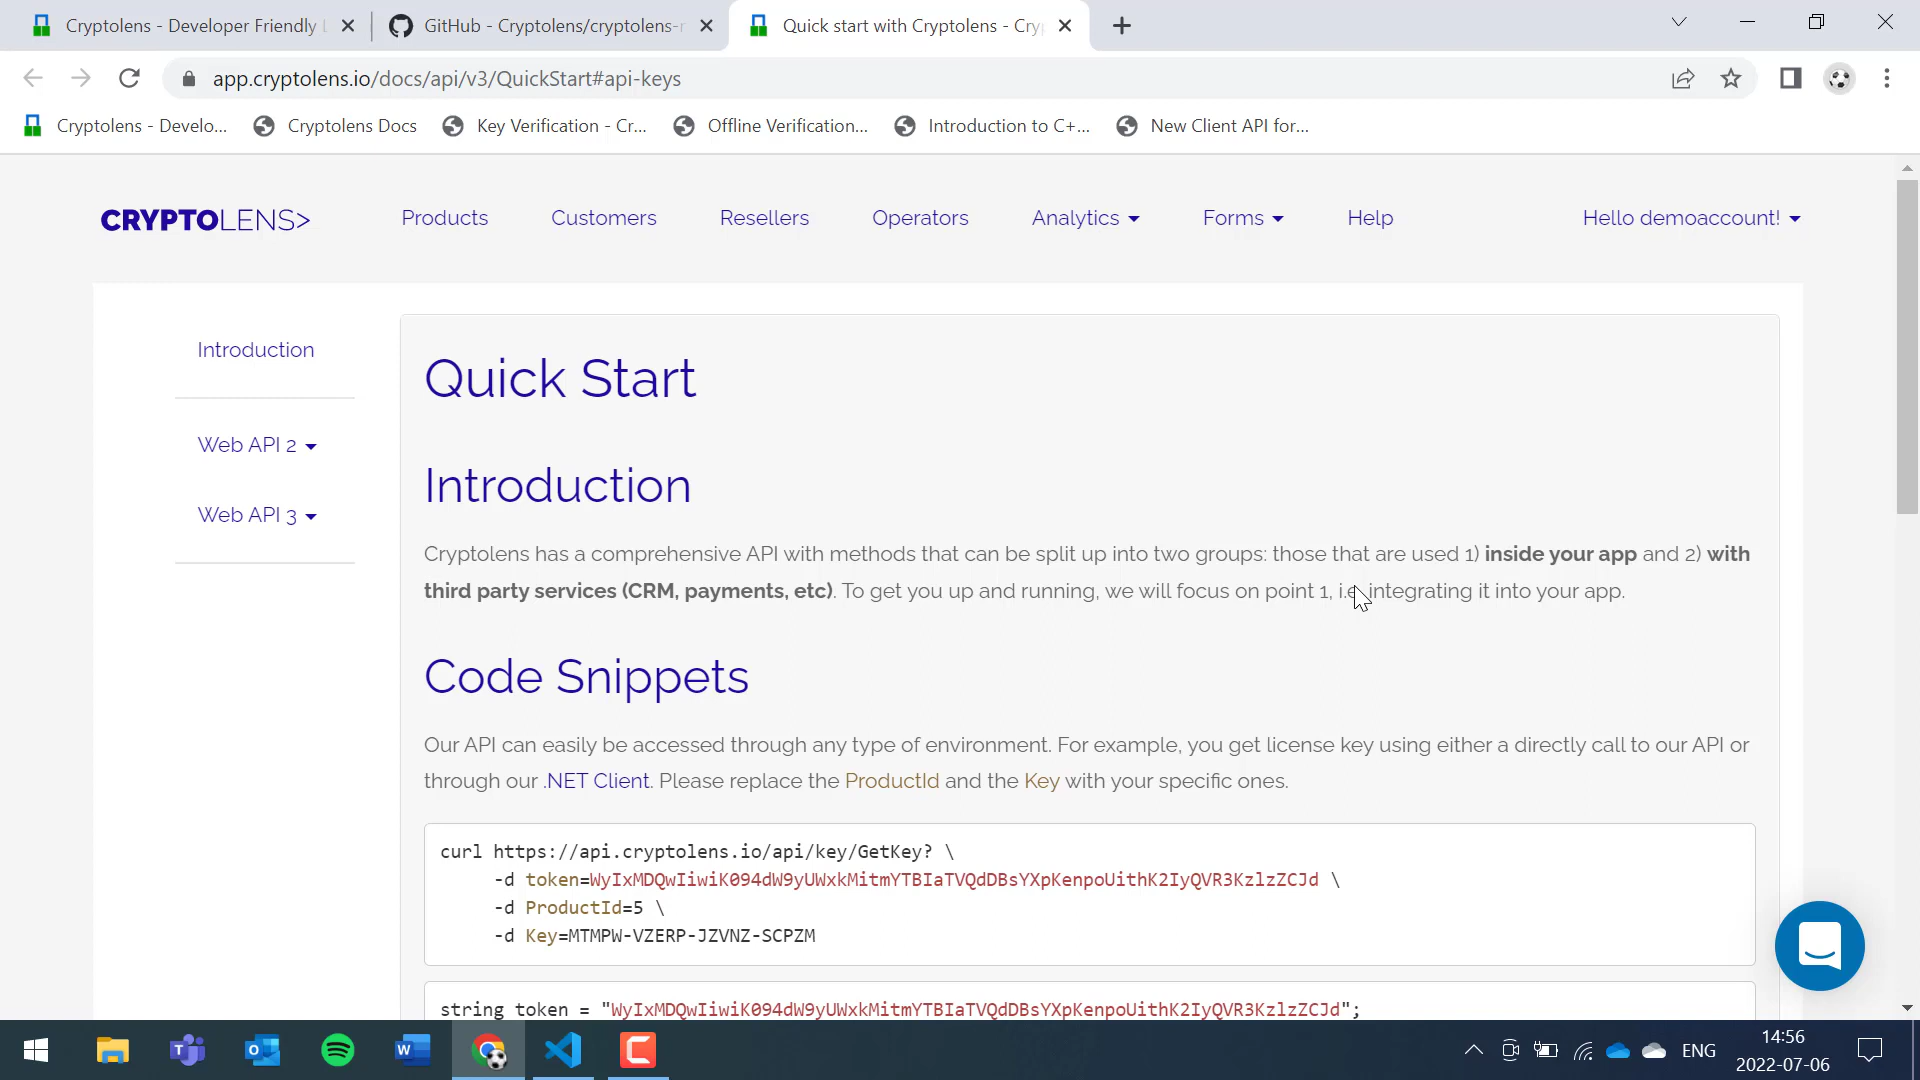 Cryptolens - Developer Friendly L
GitHub - Cryptolens/cryptolens-r
Quick start with Cryptolens - Cry
app.cryptolens.io/docs/api/v3/QuickStart#api-keys
Cryptolens - Develo...
Cryptolens Docs
Key Verification - Cr...
Offline Verification...
Introduction to C+...
New Client API for...
CRYPTOLENS>
Products
Customers
Resellers
Operators
Analytics
Forms
Help
Hello demoaccount!
Introduction
Web API 2
Web API 3
Quick Start
Introduction
Cryptolens has a comprehensive API with methods that can be split up into two groups: those that are used 1) inside your app and 2) with
third party services (CRM, payments, etc). To get you up and running, we will focus on point 1, i.e. integrating it into your app.
Code Snippets
Our API can easily be accessed through any type of environment. For example, you get license key using either a directly call to our API or
through our .NET Client. Please replace the ProductId and the Key with your specific ones.
curl https://api.cryptolens.io/api/key/GetKey? \
-d token=WyIxMDQwIiwiK094dW9yUWxkMitmYTBIaTVQdDBsYXpKenpoUithK2IyQVR3KzlzZCJd \
-d ProductId=5 \
-d Key=MTMPW-VZERP-JZVNZ-SCPZM
string token = "WyIxMDQwIiwiK094dW9yUWxkMitmYTBIaTVQdDBsYXpKenpoUithK2IyQVR3KzlzZCJd";
ENG
14:56
2022-07-06